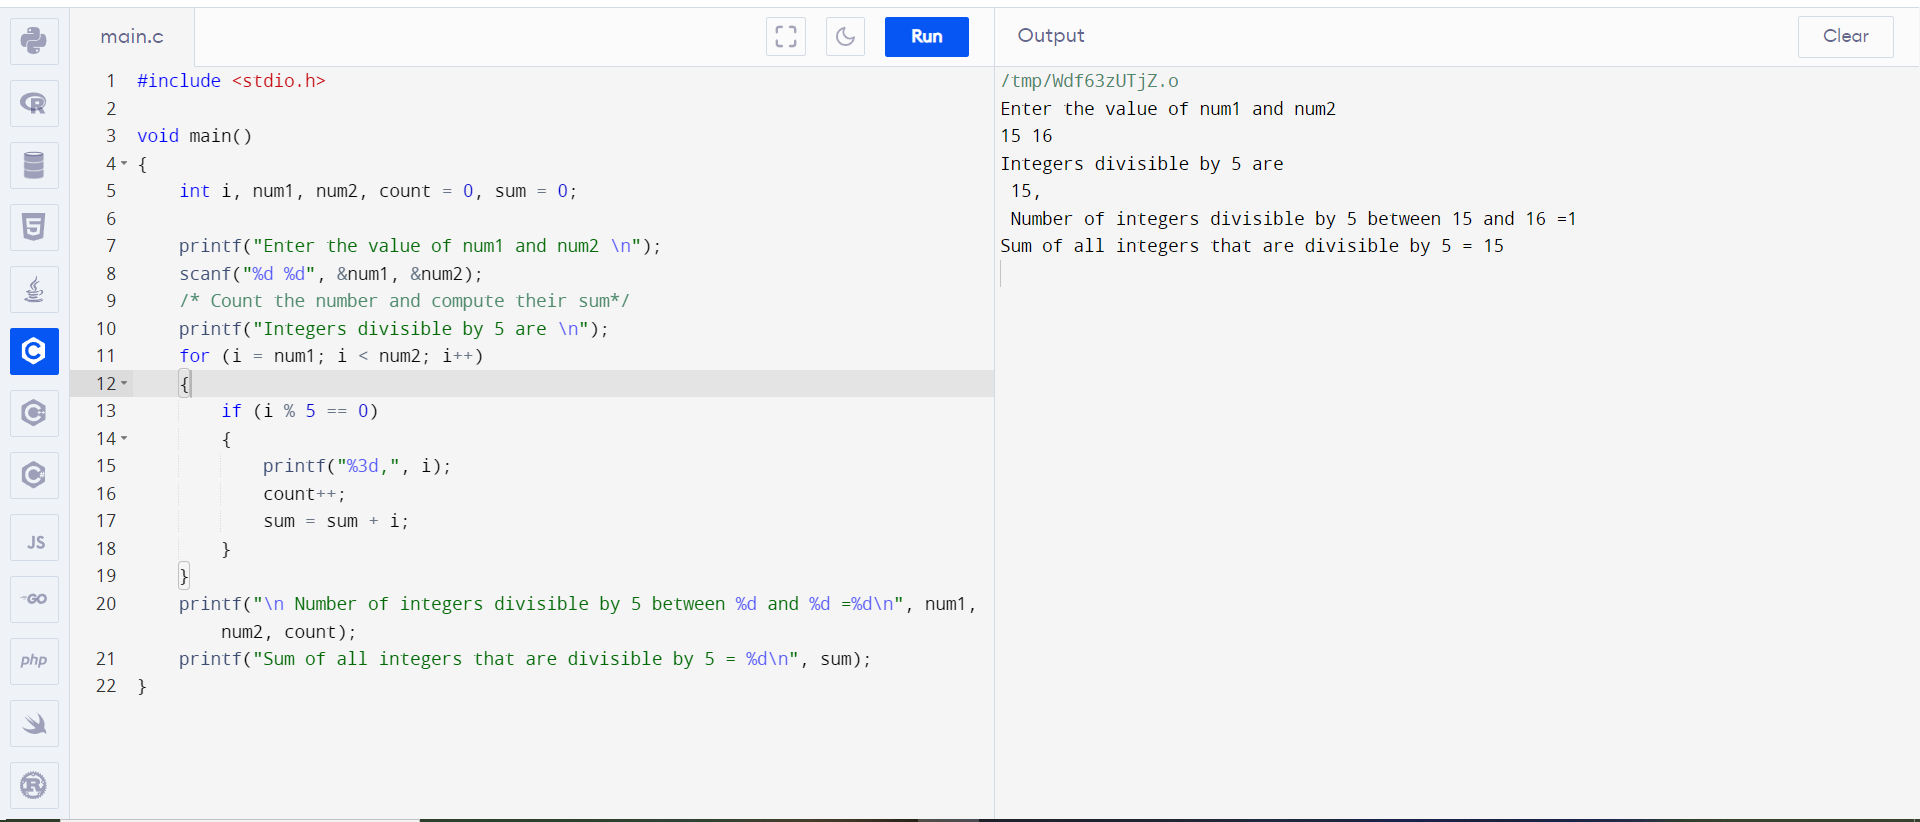 main.c
Run
Output
Clear
1 #include <stdio.h>
2
3 void main()
4 {
5     int i, num1, num2, count = 0, sum = 0;
6
7     printf("Enter the value of num1 and num2 \n");
8     scanf("%d %d", &num1, &num2);
9     /* Count the number and compute their sum*/
10     printf("Integers divisible by 5 are \n");
11     for (i = num1; i < num2; i++)
12     {
13         if (i % 5 == 0)
14         {
15             printf("%3d,", i);
16             count++;
17             sum = sum + i;
18         }
19     }
20     printf("\n Number of integers divisible by 5 between %d and %d =%d\n", num1,
        num2, count);
21     printf("Sum of all integers that are divisible by 5 = %d\n", sum);
22 }
/tmp/Wdf63zUTjZ.o
Enter the value of num1 and num2
15 16
Integers divisible by 5 are
 15,
 Number of integers divisible by 5 between 15 and 16 =1
Sum of all integers that are divisible by 5 = 15
R
5
C
C
C
JS
GO
php
R